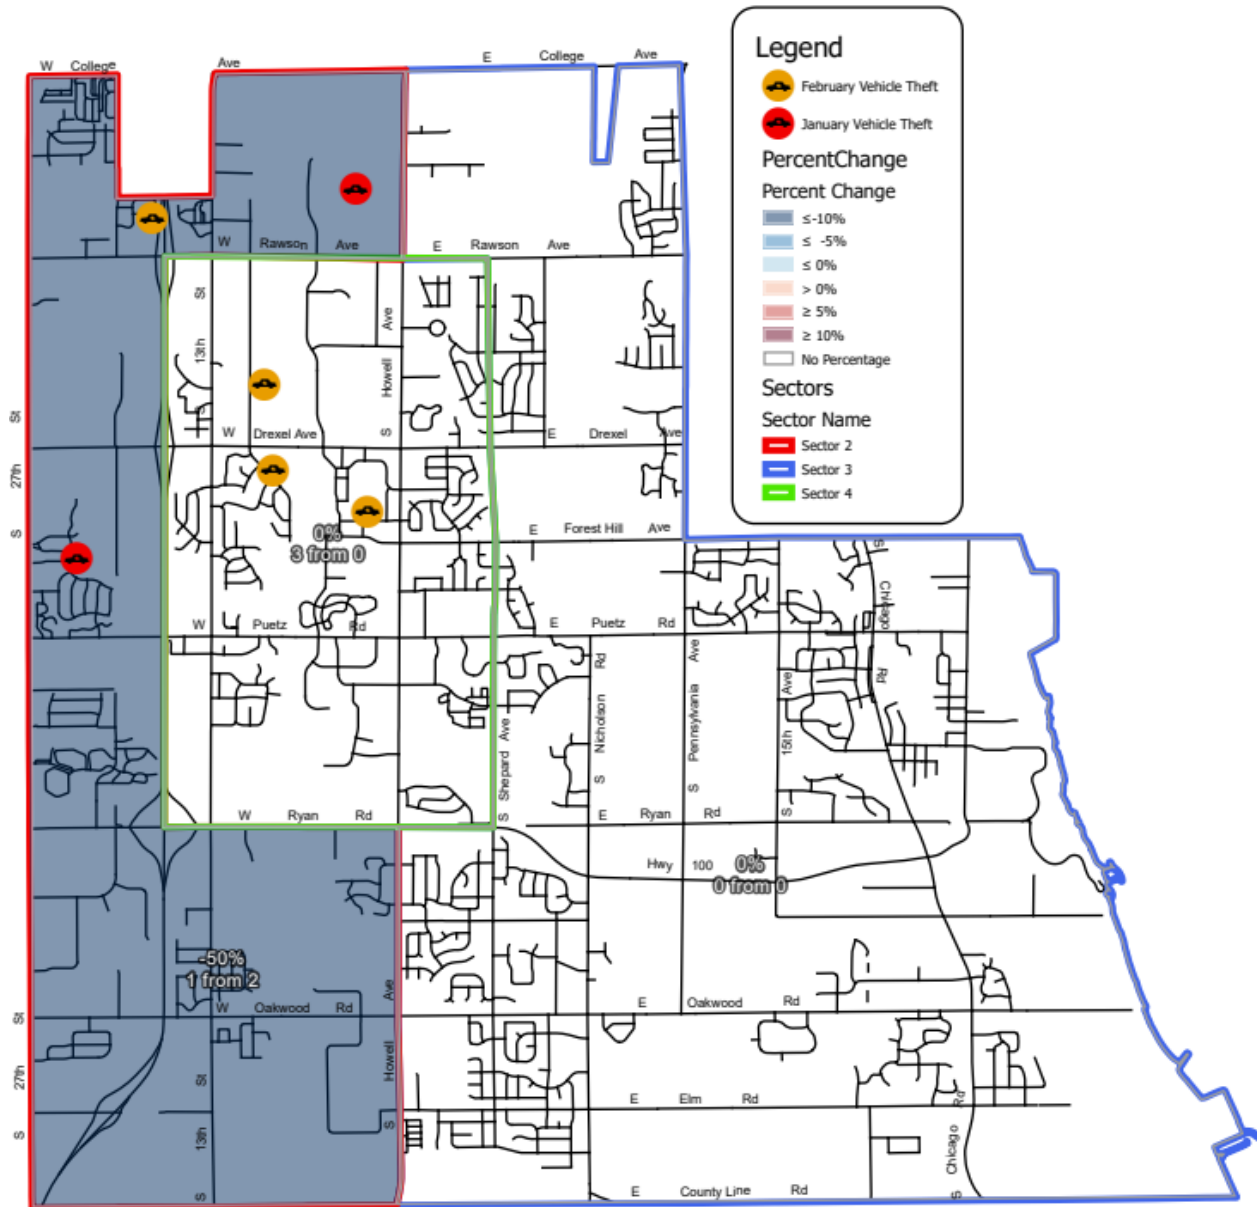 W College Ave
E College Ave
Legend
February Vehicle Theft
January Vehicle Theft
PercentChange
Percent Change
≤-10%
≤ -5%
≤ 0%
> 0%
≥ 5%
≥ 10%
No Percentage
Sectors
Sector Name
Sector 2
Sector 3
Sector 4
W Rawson Ave
E Rawson Ave
S 13th St
S Howell Ave
S 27th St
W Drexel Ave
E Drexel Ave
0%
3 from 0
E Forest Hill Ave
S Chicago Rd
W Puetz Rd
E Puetz Rd
S Shepard Ave
S Nicholson Rd
S Pennsylvania Ave
S 15th Ave
W Ryan Rd
E Ryan Rd
Hwy 100
0%
0 from 0
-50%
1 from 2
W Oakwood Rd
E Oakwood Rd
S 27th St
S 13th St
S Howell Ave
E Elm Rd
S Chicago Rd
E County Line Rd